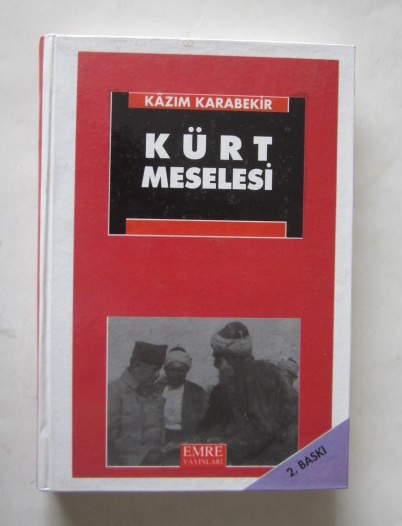 KÂZIM KARABEKİR
KÜRT
MESELESİ
EMRE
YAYINLARI
2. BASKI